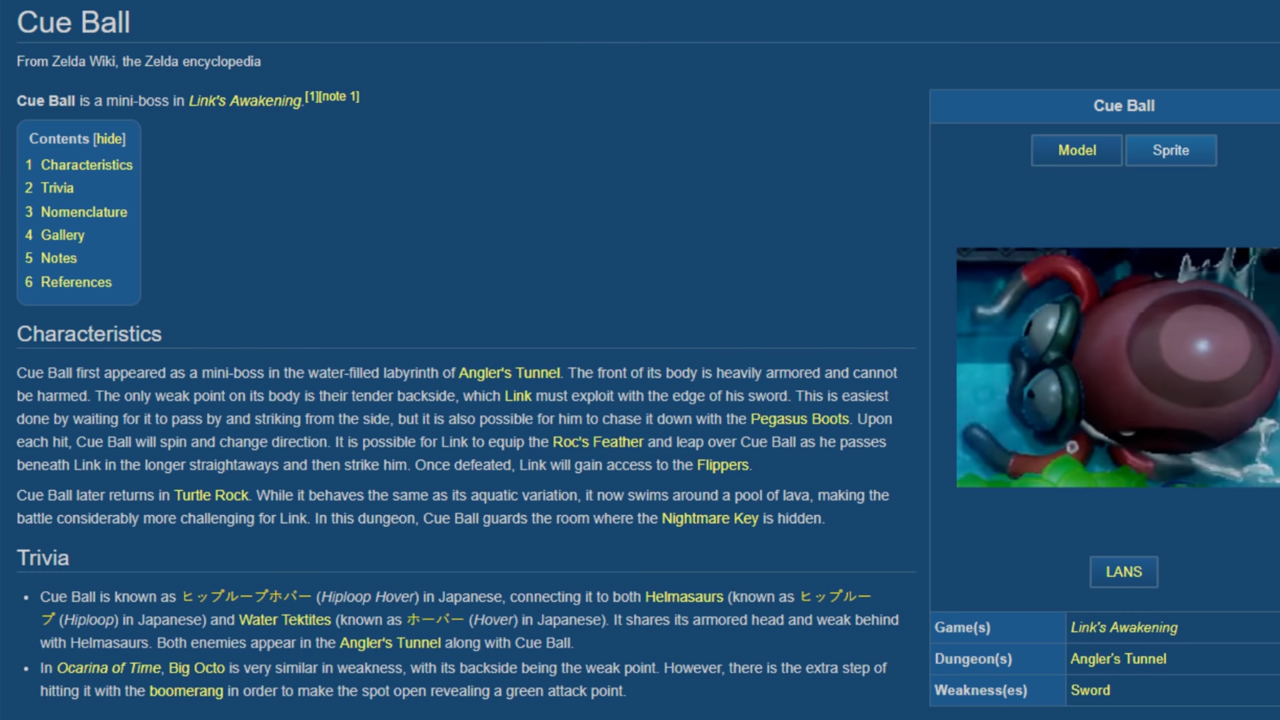 Cue Ball
From Zelda Wiki, the Zelda encyclopedia
Cue Ball is a mini-boss in Link's Awakening.[1][note 1]
Contents [hide]
1 Characteristics
2 Trivia
3 Nomenclature
4 Gallery
5 Notes
6 References
Characteristics
Cue Ball first appeared as a mini-boss in the water-filled labyrinth of Angler's Tunnel. The front of its body is heavily armored and cannot
be harmed. The only weak point on its body is their tender backside, which Link must exploit with the edge of his sword. This is easiest
done by waiting for it to pass by and striking from the side, but it is also possible for him to chase it down with the Pegasus Boots. Upon
each hit, Cue Ball will spin and change direction. It is possible for Link to equip the Roc's Feather and leap over Cue Ball as he passes
beneath Link in the longer straightaways and then strike him. Once defeated, Link will gain access to the Flippers.
Cue Ball later returns in Turtle Rock. While it behaves the same as its aquatic variation, it now swims around a pool of lava, making the
battle considerably more challenging for Link. In this dungeon, Cue Ball guards the room where the Nightmare Key is hidden.
Trivia
• Cue Ball is known as ヒップループホバー (Hiploop Hover) in Japanese, connecting it to both Helmasaurs (known as ヒップルー
プ (Hiploop) in Japanese) and Water Tektites (known as ホーバー (Hover) in Japanese). It shares its armored head and weak behind
with Helmasaurs. Both enemies appear in the Angler's Tunnel along with Cue Ball.
• In Ocarina of Time, Big Octo is very similar in weakness, with its backside being the weak point. However, there is the extra step of
hitting it with the boomerang in order to make the spot open revealing a green attack point.
Cue Ball
Model Sprite
LANS
Game(s) Link's Awakening
Dungeon(s) Angler's Tunnel
Weakness(es) Sword